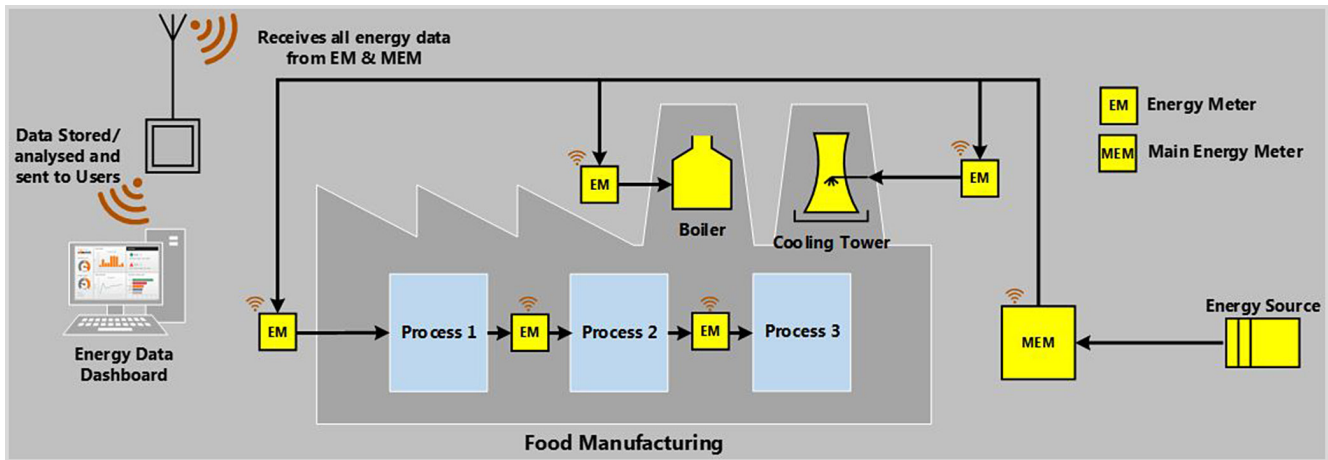 Receives all energy data
from EM & MEM
Data Stored/
analysed and
sent to Users
Energy Data
Dashboard
EM
Boiler
Cooling Tower
EM
EM Energy Meter
MEM Main Energy Meter
EM
Process 1
EM
Process 2
EM
Process 3
MEM
Energy Source
Food Manufacturing